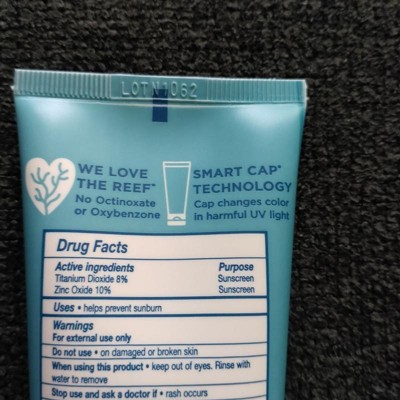 LOTN1062
WE LOVE
THE REEF™
No Octinoxate
or Oxybenzone
SMART CAP*
TECHNOLOGY
Cap changes color
in harmful UV light
Drug Facts
Active ingredients Purpose
Titanium Dioxide 8% Sunscreen
Zinc Oxide 10% Sunscreen
Uses • helps prevent sunburn
Warnings
For external use only
Do not use • on damaged or broken skin
When using this product • keep out of eyes. Rinse with
water to remove
Stop use and ask a doctor if • rash occurs